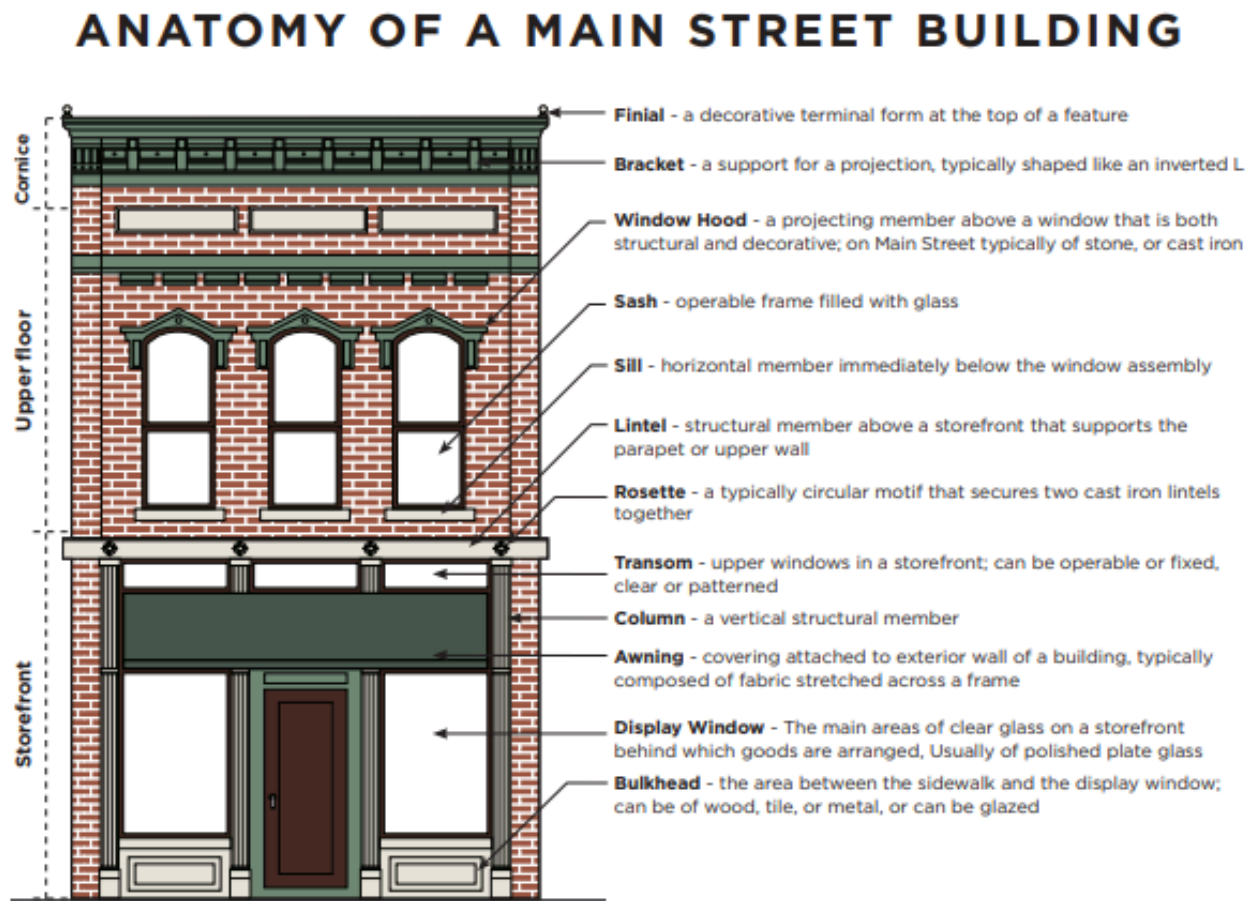 ANATOMY OF A MAIN STREET BUILDING
Cornice
Upper floor
Storefront
Finial - a decorative terminal form at the top of a feature
Bracket - a support for a projection, typically shaped like an inverted L
Window Hood - a projecting member above a window that is both
structural and decorative; on Main Street typically of stone, or cast iron
Sash - operable frame filled with glass
Sill - horizontal member immediately below the window assembly
Lintel - structural member above a storefront that supports the
parapet or upper wall
Rosette - a typically circular motif that secures two cast iron lintels
together
Transom - upper windows in a storefront; can be operable or fixed,
clear or patterned
Column - a vertical structural member
Awning - covering attached to exterior wall of a building, typically
composed of fabric stretched across a frame
Display Window - The main areas of clear glass on a storefront
behind which goods are arranged, Usually of polished plate glass
Bulkhead - the area between the sidewalk and the display window;
can be of wood, tile, or metal, or can be glazed